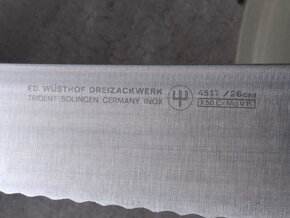 ED. WÜSTHOF DREIZACKWERK
TRIDENT SOLINGEN GERMANY INOX
4517 / 26cm
X50 Cr Mo V 15